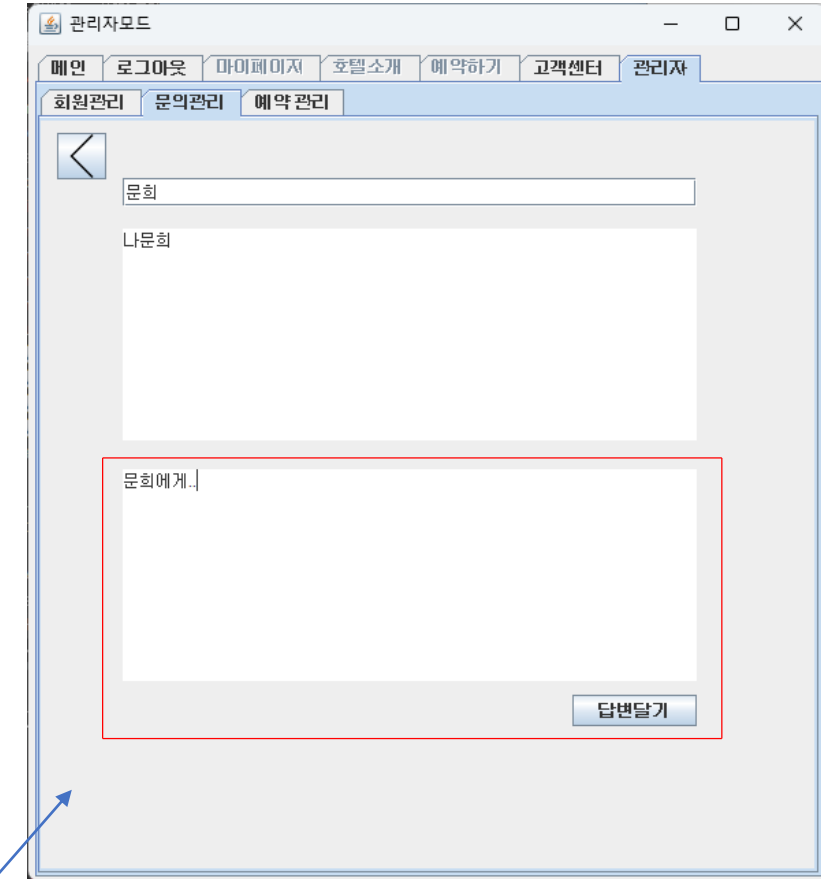 관리자모드
메인 로그아웃 마이페이지 호텔소개 예약하기 고객센터 관리자
회원관리 문의관리 예약관리
문희
나문희
문희에게..
답변달기